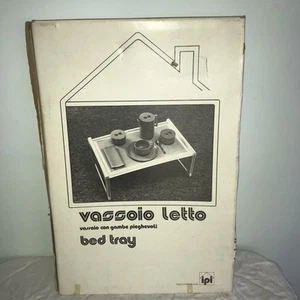 vassoio letto
vassoio con gambe pieghevoli
bed tray
ipi